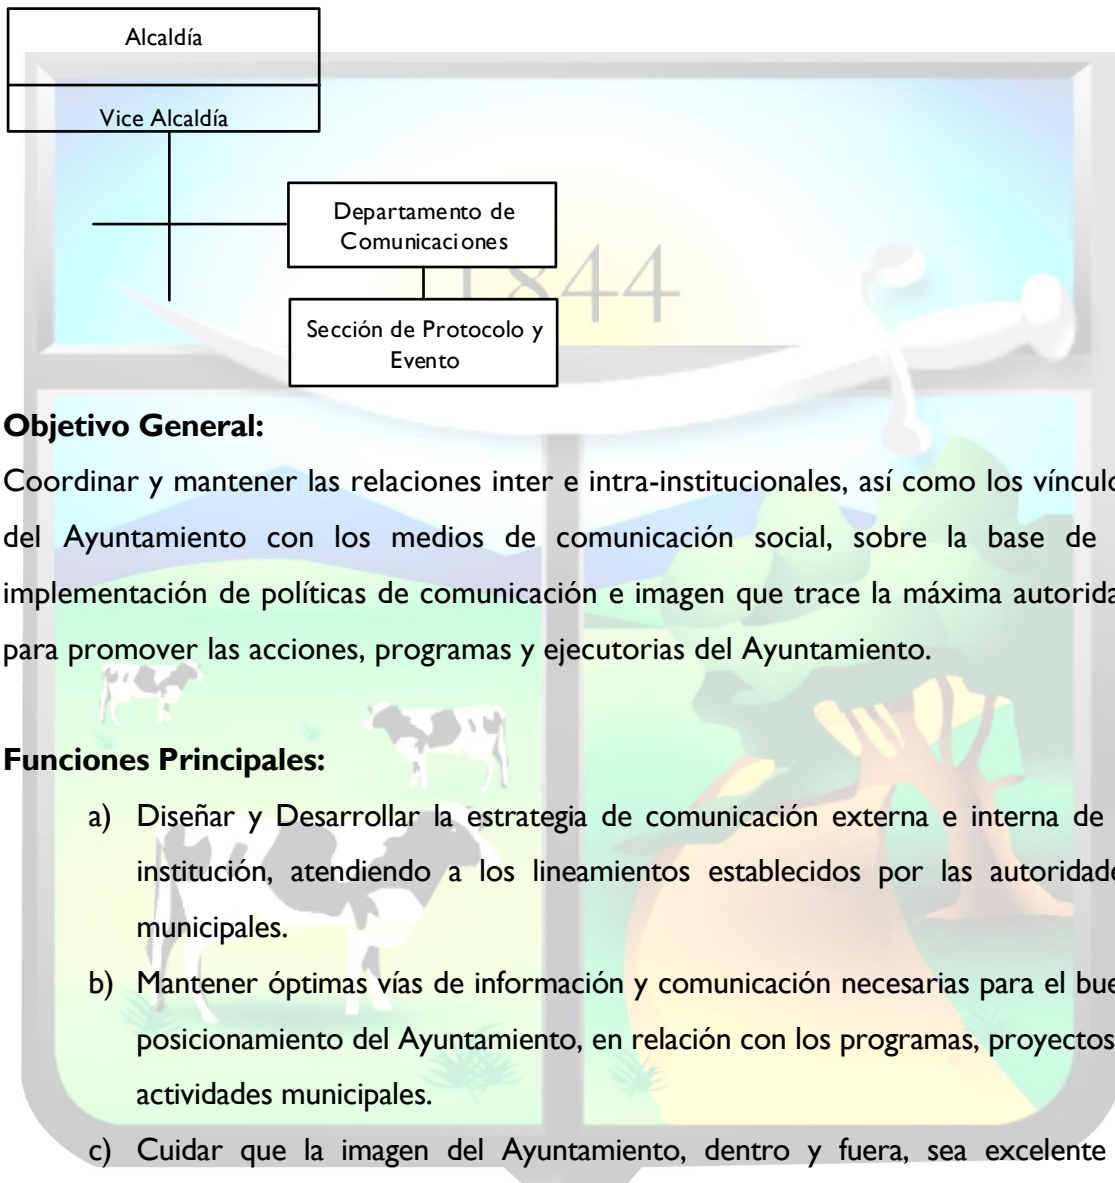 Alcaldía
Vice Alcaldía
Departamento de
Comunicaciones
1844
Sección de Protocolo y
Evento
Objetivo General:
Coordinar y mantener las relaciones inter e intra-institucionales, así como los vínculo
del Ayuntamiento con los medios de comunicación social, sobre la base de
implementación de políticas de comunicación e imagen que trace la máxima autorida
para promover las acciones, programas y ejecutorias del Ayuntamiento.
Funciones Principales:
a) Diseñar y Desarrollar la estrategia de comunicación externa e interna de
institución, atendiendo a los lineamientos establecidos por las autoridade
municipales.
b) Mantener óptimas vías de información y comunicación necesarias para el bue
posicionamiento del Ayuntamiento, en relación con los programas, proyectos
actividades municipales.
c) Cuidar que la imagen del Ayuntamiento, dentro y fuera, sea excelente